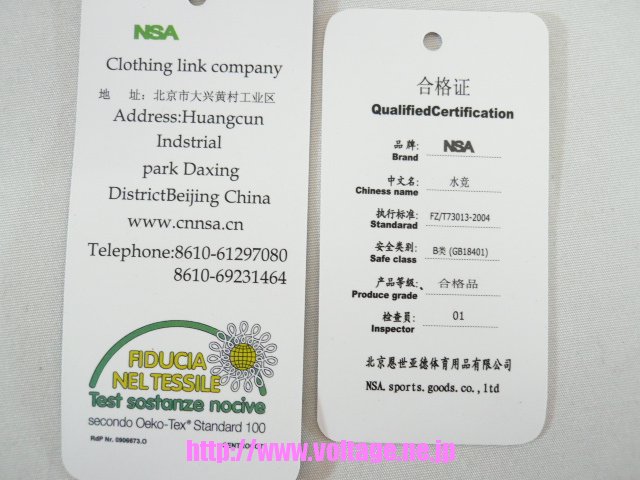 NSA
Clothing link company
地 址:北京市大兴黄村工业区
Address:Huangcun
Indstrial
park Daxing
DistrictBeijing China
www.cnnsa.cn
Telephone:8610-61297080
8610-69231464
FIDUCIA
NEL TESSILE
Test sostanze nocive
secondo Oeko-Tex® Standard 100
RdP Nr. 0906673.O
合格证
QualifiedCertification
品牌: NSA
Brand
中文名: 水竞
Chiness name
执行标准: FZ/T73013-2004
Standarad
安全类别: B类 (GB18401)
Safe class
产品等级、 合格品
Produce grade
检查员: 01
Inspector
北京恩世亚德体育用品有限公司
NSA.sports.goods.co.,ltd
http://www.voltage.ne.jp